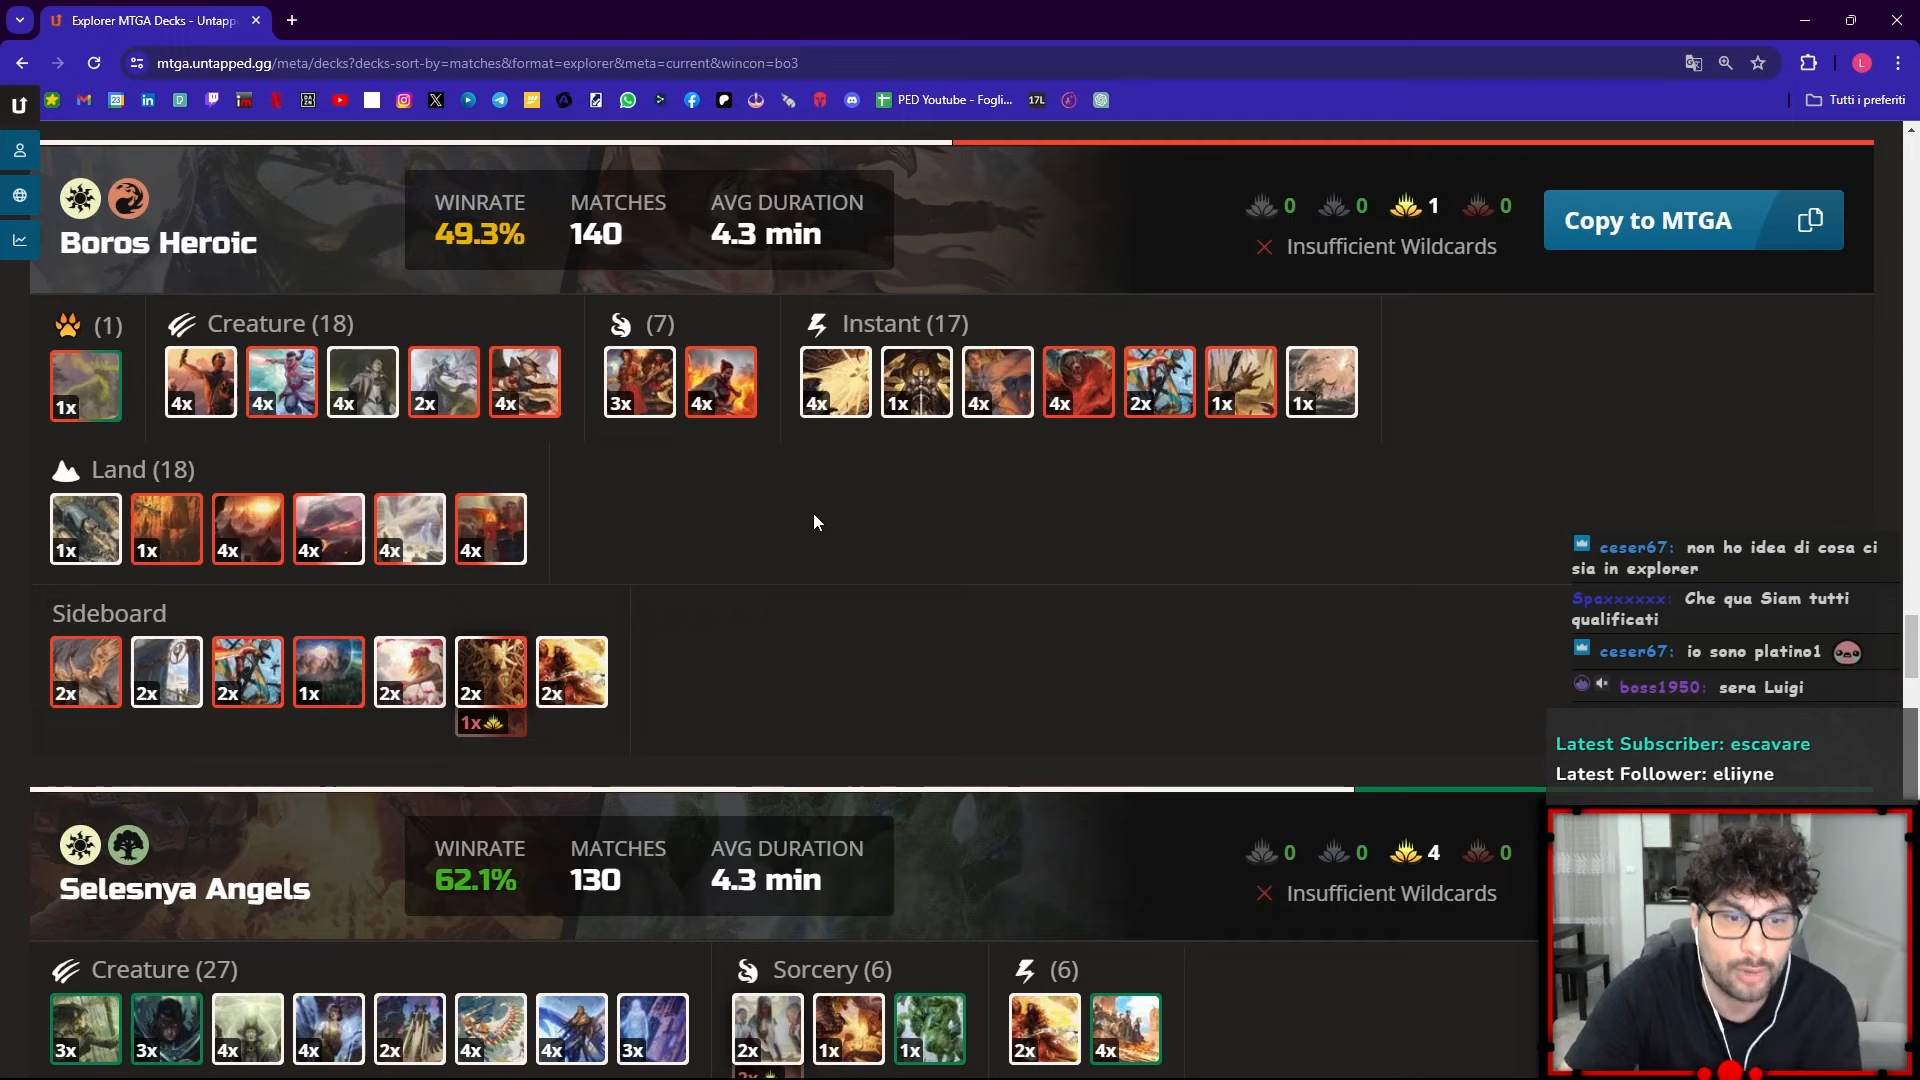 Explorer MTGA Decks - Untapp
mtga.untapped.gg/meta/decks?decks-sort-by=matches&format=explorer&meta=current&wincon=bo3
PED Youtube - Fogli...
17L
Tutti i preferiti
Boros Heroic
WINRATE MATCHES AVG DURATION
49.3% 140 4.3 min
0 0 1 0
Insufficient Wildcards
Copy to MTGA
(1) Creature (18) (7) Instant (17)
1x 4x 4x 4x 2x 4x 3x 4x 4x 1x 4x 4x 2x 1x 1x
Land (18)
1x 1x 4x 4x 4x 4x
Sideboard
2x 2x 2x 1x 2x 2x 2x
1x
ceser67: non ho idea di cosa ci
sia in explorer
Spaxxxxxx: Che qua Siam tutti
qualificati
ceser67: io sono platino1
boss1950: sera Luigi
Latest Subscriber: escavare
Latest Follower: eliiyne
Selesnya Angels
WINRATE MATCHES AVG DURATION
62.1% 130 4.3 min
0 0 4 0
Insufficient Wildcards
Creature (27) Sorcery (6) (6)
3x 3x 4x 4x 2x 4x 4x 3x 2x 1x 1x 2x 4x